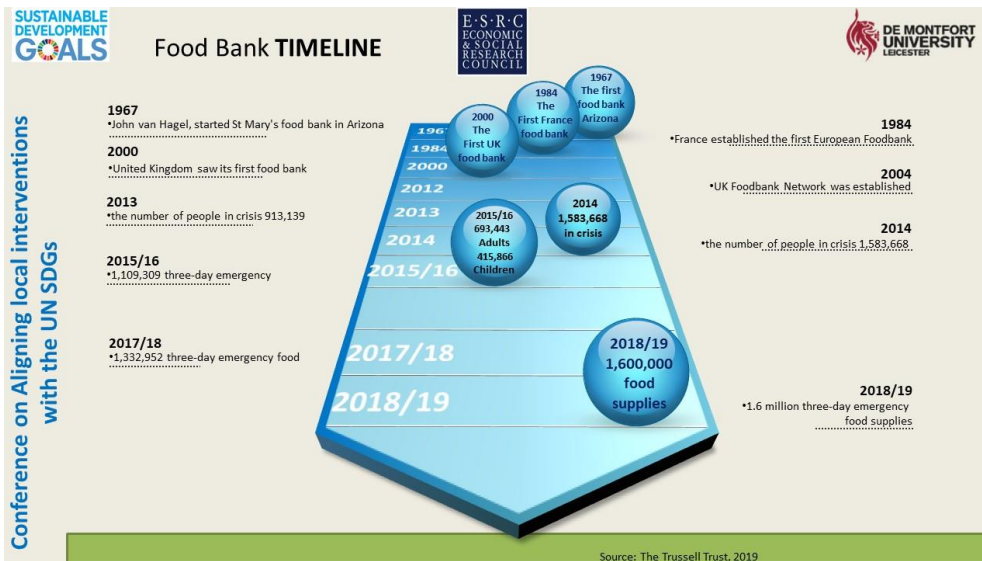 SUSTAINABLE
DEVELOPMENT
GOALS
Food Bank TIMELINE
E·S·R·C
ECONOMIC
& SOCIAL
RESEARCH
COUNCIL
DE MONTFORT
UNIVERSITY
LEICESTER
Conference on Aligning local interventions
with the UN SDGs
1967
•John van Hagel, started St Mary's food bank in Arizona
2000
•United Kingdom saw its first food bank
2013
•the number of people in crisis 913,139
2015/16
•1,109,309 three-day emergency
2017/18
•1,332,952 three-day emergency food
1967
The first
food bank
Arizona
1984
The
First France
food bank
2000
The
First UK
food bank
1967
1984
2000
2012
2013
2014
2015/16
2017/18
2018/19
2014
1,583,668
in crisis
2015/16
693,443
Adults
415,866
Children
2018/19
1,600,000
food
supplies
1984
•France established the first European Foodbank
2004
•UK Foodbank Network was established
2014
•the number of people in crisis 1,583,668
2018/19
•1.6 million three-day emergency
food supplies
Source: The Trussell Trust, 2019